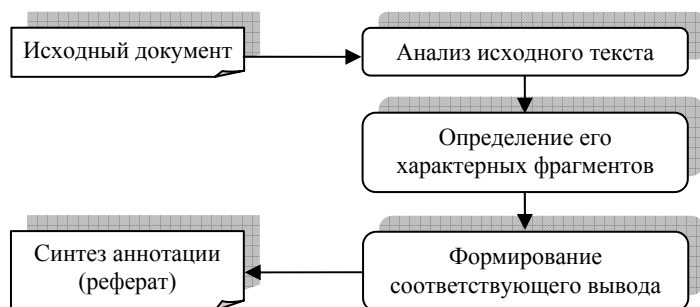 Исходный документ
Анализ исходного текста
Определение его
характерных фрагментов
Формирование
соответствующего вывода
Синтез аннотации
(реферат)